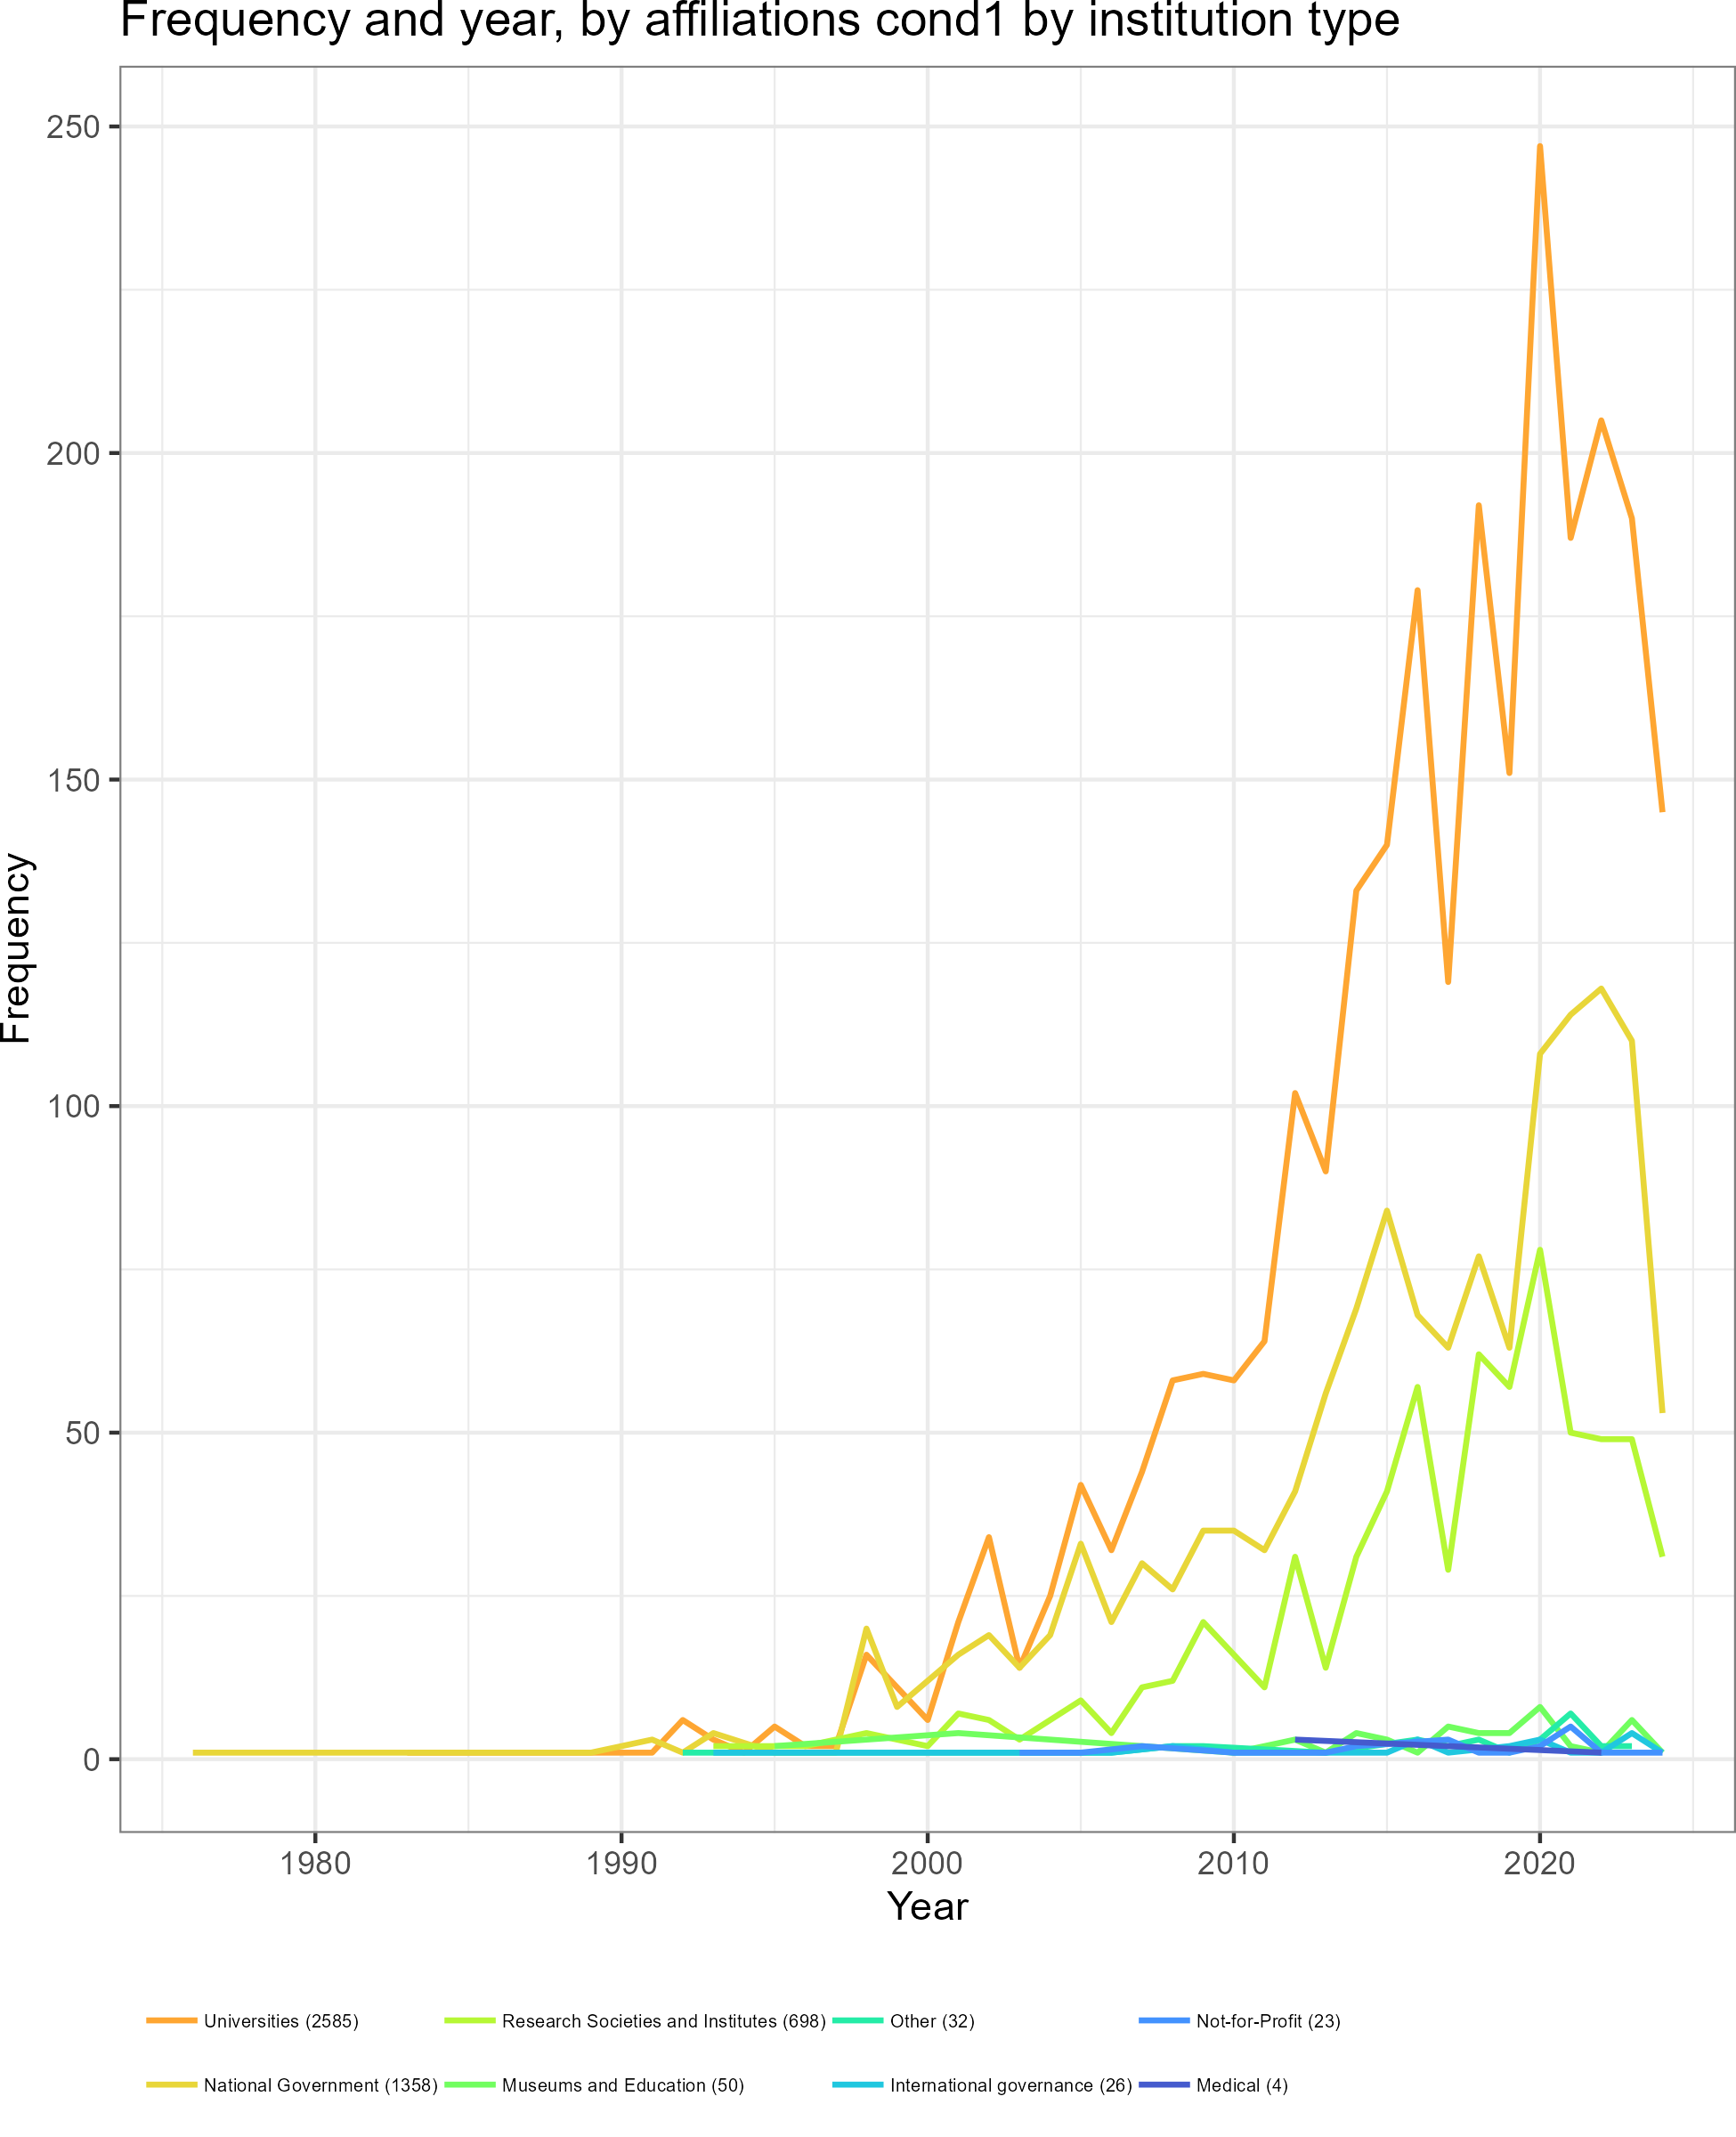 Frequency and year, by affiliations cond1 by institution type
250
200
150
100
50
0
Frequency
1980 1990 2000 2010 2020
Year
Universities (2585) Research Societies and Institutes (698) Other (32) Not-for-Profit (23)
National Government (1358) Museums and Education (50) International governance (26) Medical (4)